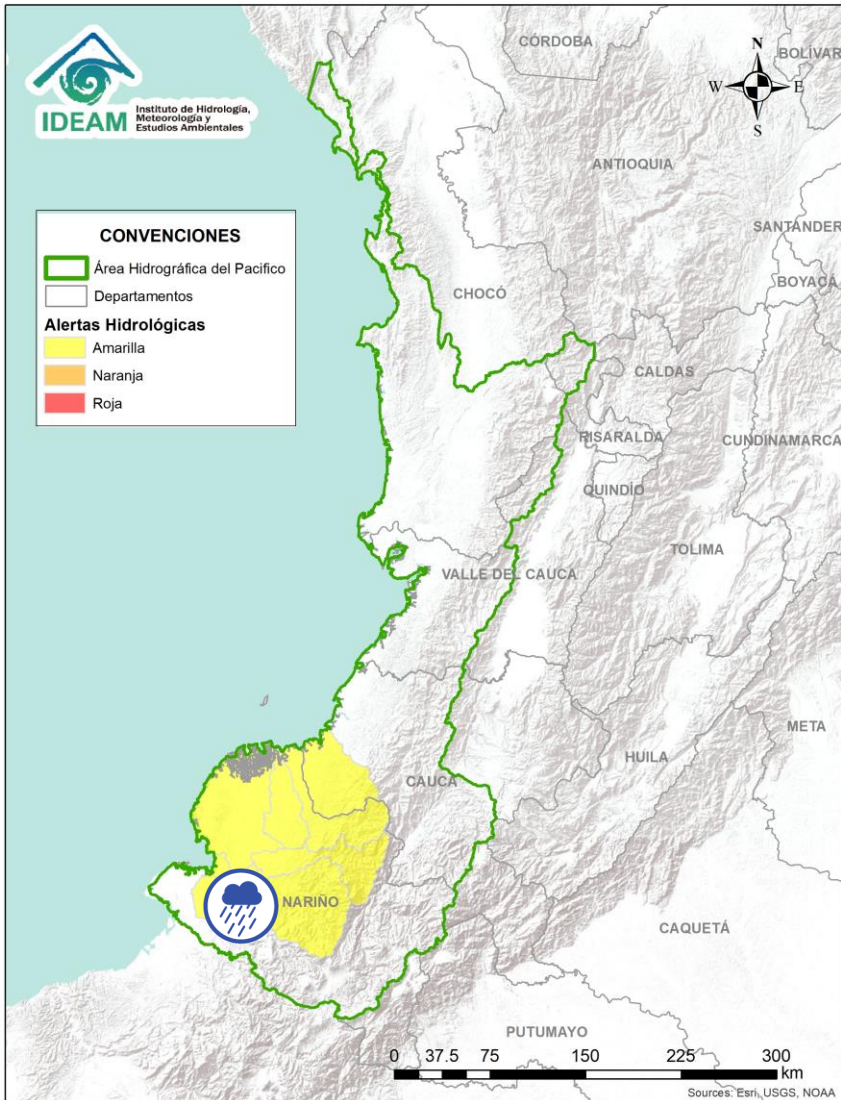 IDEAM
Instituto de Hidrología,
Meteorología y
Estudios Ambientales
CÓRDOBA
BOLÍVAR
N
W
E
S
ANTIOQUIA
SANTANDER
BOYACÁ
CONVENCIONES
Área Hidrográfica del Pacifico
Departamentos
Alertas Hidrológicas
Amarilla
Naranja
Roja
CHOCÓ
CALDAS
RISARALDA
CUNDINAMARCA
QUINDÍO
TOLIMA
VALLE DEL CAUCA
META
HUILA
CAUCA
NARIÑO
CAQUETÁ
PUTUMAYO
0 37.5 75 150 225 300
km
Sources: Esri, USGS, NOAA